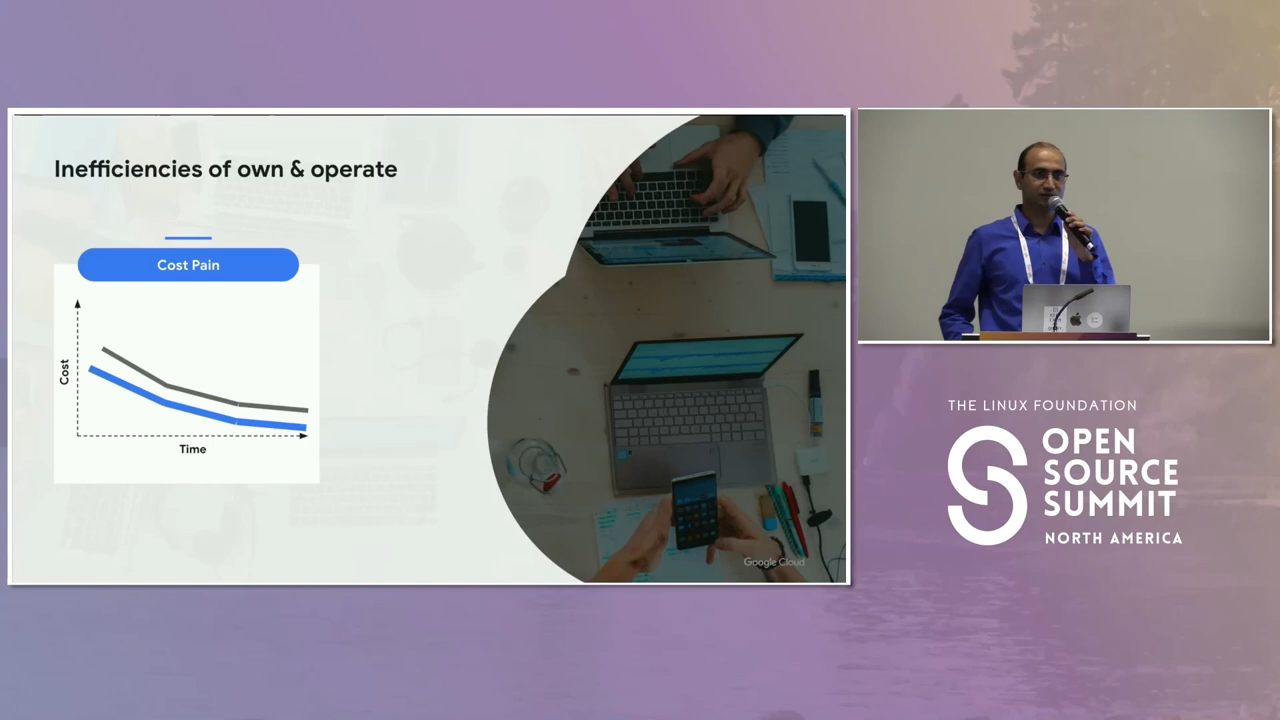 Inefficiencies of own & operate
Cost Pain
Cost
Time
Google Cloud
THE LINUX FOUNDATION
OPEN
SOURCE
SUMMIT
NORTH AMERICA